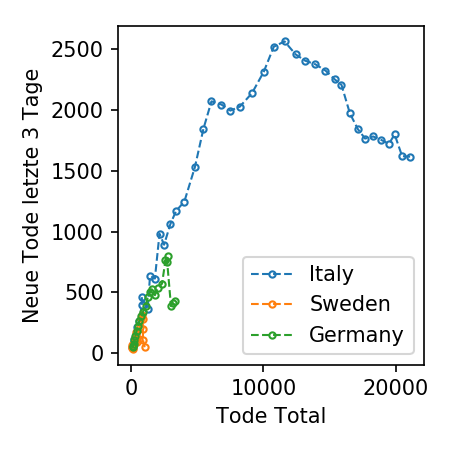 2500
2000
1500
1000
500
0
Neue Tode letzte 3 Tage
Italy
Sweden
Germany
0 10000 20000
Tode Total